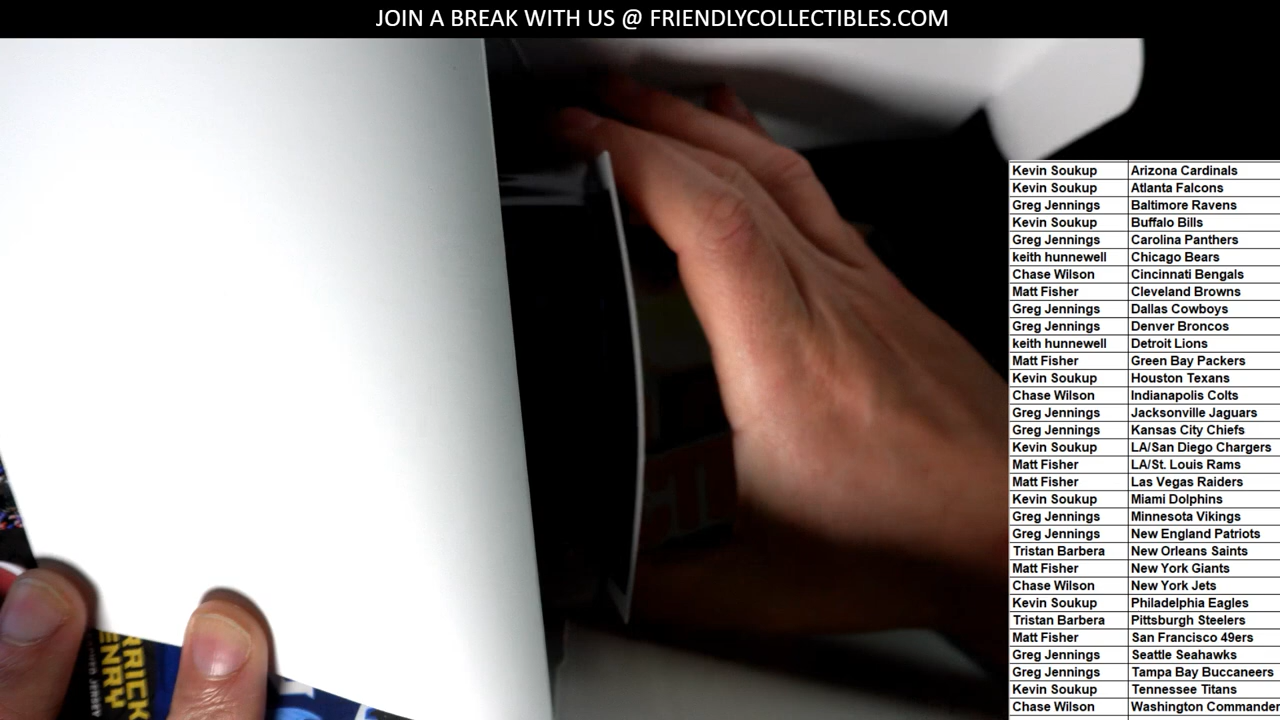 JOIN A BREAK WITH US @ FRIENDLYCOLLECTIBLES.COM
Kevin Soukup Arizona Cardinals
Kevin Soukup Atlanta Falcons
Greg Jennings Baltimore Ravens
Kevin Soukup Buffalo Bills
Greg Jennings Carolina Panthers
keith hunnewell Chicago Bears
Chase Wilson Cincinnati Bengals
Matt Fisher Cleveland Browns
Greg Jennings Dallas Cowboys
Greg Jennings Denver Broncos
keith hunnewell Detroit Lions
Matt Fisher Green Bay Packers
Kevin Soukup Houston Texans
Chase Wilson Indianapolis Colts
Greg Jennings Jacksonville Jaguars
Greg Jennings Kansas City Chiefs
Kevin Soukup LA/San Diego Chargers
Matt Fisher LA/St. Louis Rams
Matt Fisher Las Vegas Raiders
Kevin Soukup Miami Dolphins
Greg Jennings Minnesota Vikings
Greg Jennings New England Patriots
Tristan Barbera New Orleans Saints
Matt Fisher New York Giants
Chase Wilson New York Jets
Kevin Soukup Philadelphia Eagles
Tristan Barbera Pittsburgh Steelers
Matt Fisher San Francisco 49ers
Greg Jennings Seattle Seahawks
Greg Jennings Tampa Bay Buccaneers
Kevin Soukup Tennessee Titans
Chase Wilson Washington Commander
RRICK
ENRY